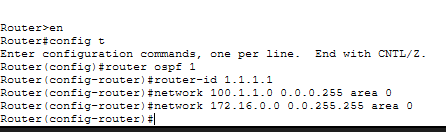 Router>en
Router#config t
Enter configuration commands, one per line.  End with CNTL/Z.
Router(config)#router ospf 1
Router(config-router)#router-id 1.1.1.1
Router(config-router)#network 100.1.1.0 0.0.0.255 area 0
Router(config-router)#network 172.16.0.0 0.0.255.255 area 0
Router(config-router)#